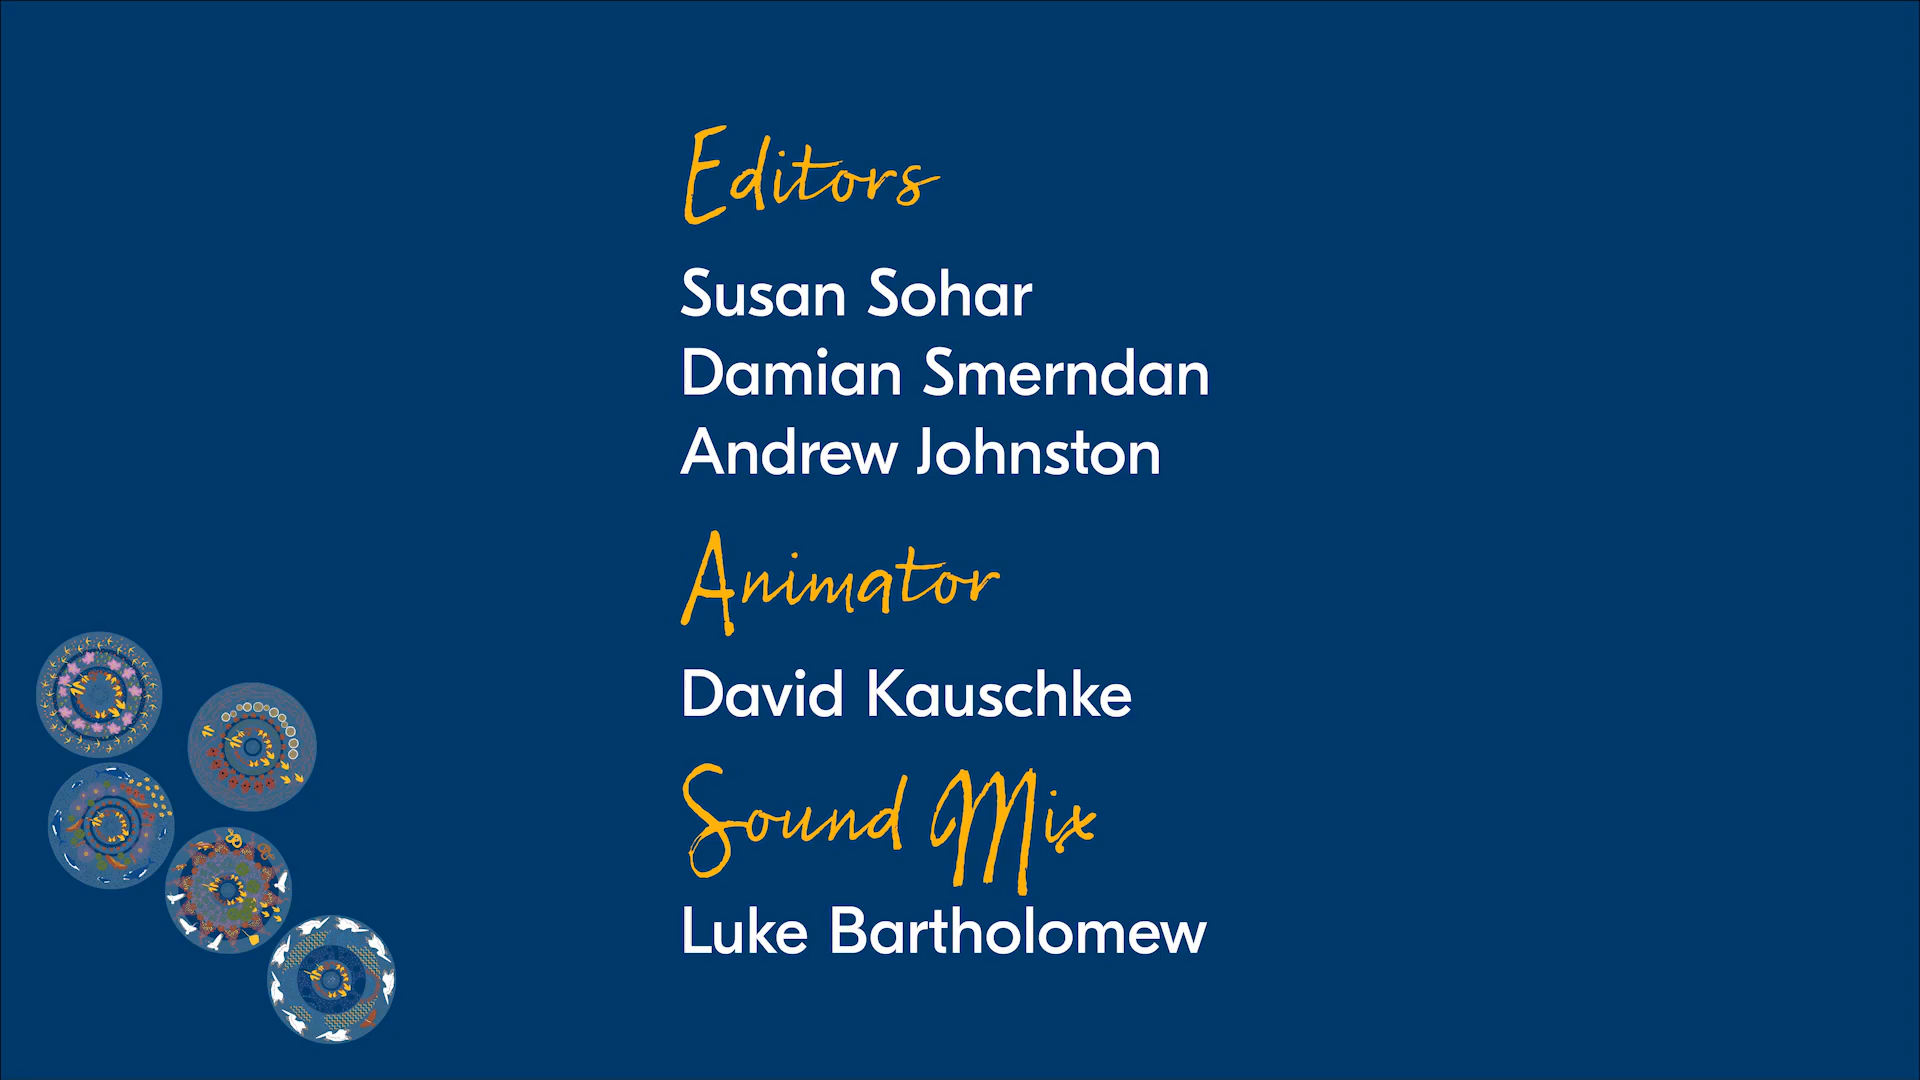 Editors
Susan Sohar
Damian Smerndan
Andrew Johnston
Animator
David Kauschke
Sound Mix
Luke Bartholomew